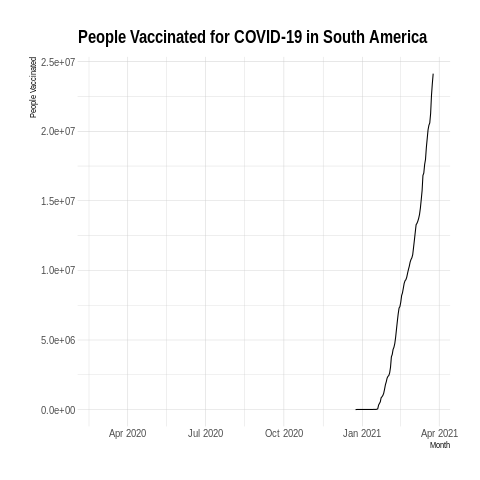 People Vaccinated for COVID-19 in South America
People Vaccinated
2.5e+07
2.0e+07
1.5e+07
1.0e+07
5.0e+06
0.0e+00
Apr 2020 Jul 2020 Oct 2020 Jan 2021 Apr 2021
Month